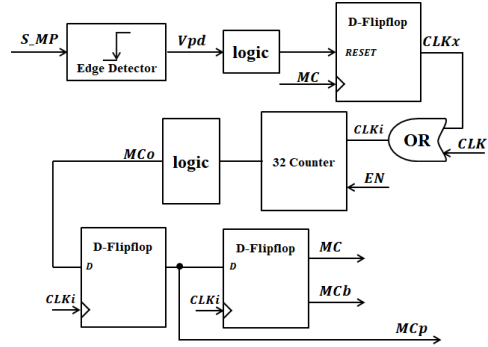 D-Flipflop
S_MP
Vpd
logic
RESET
CLKx
Edge Detector
MC
CLKi
OR
MCo
logic
32 Counter
CLK
EN
D-Flipflop
D-Flipflop
MC
D
D
CLKi
CLKi
MCb
MCp